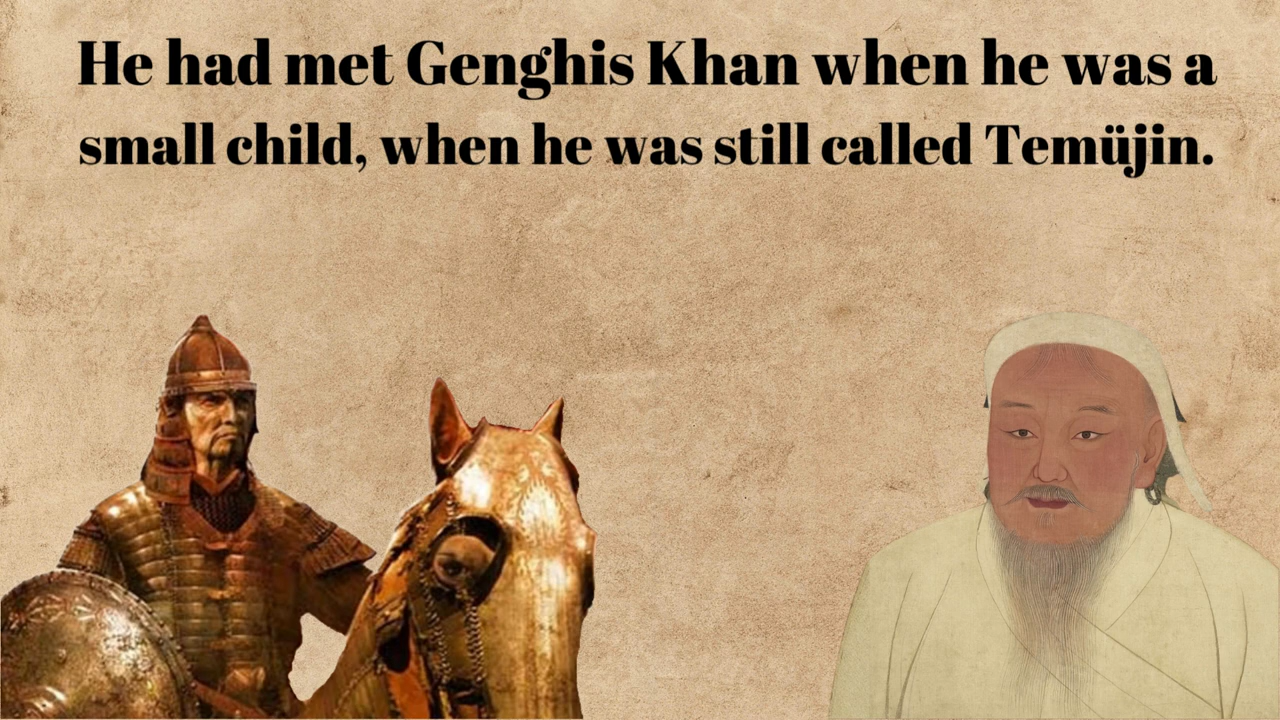 He had met Genghis Khan when he was a
small child, when he was still called Temüjin.